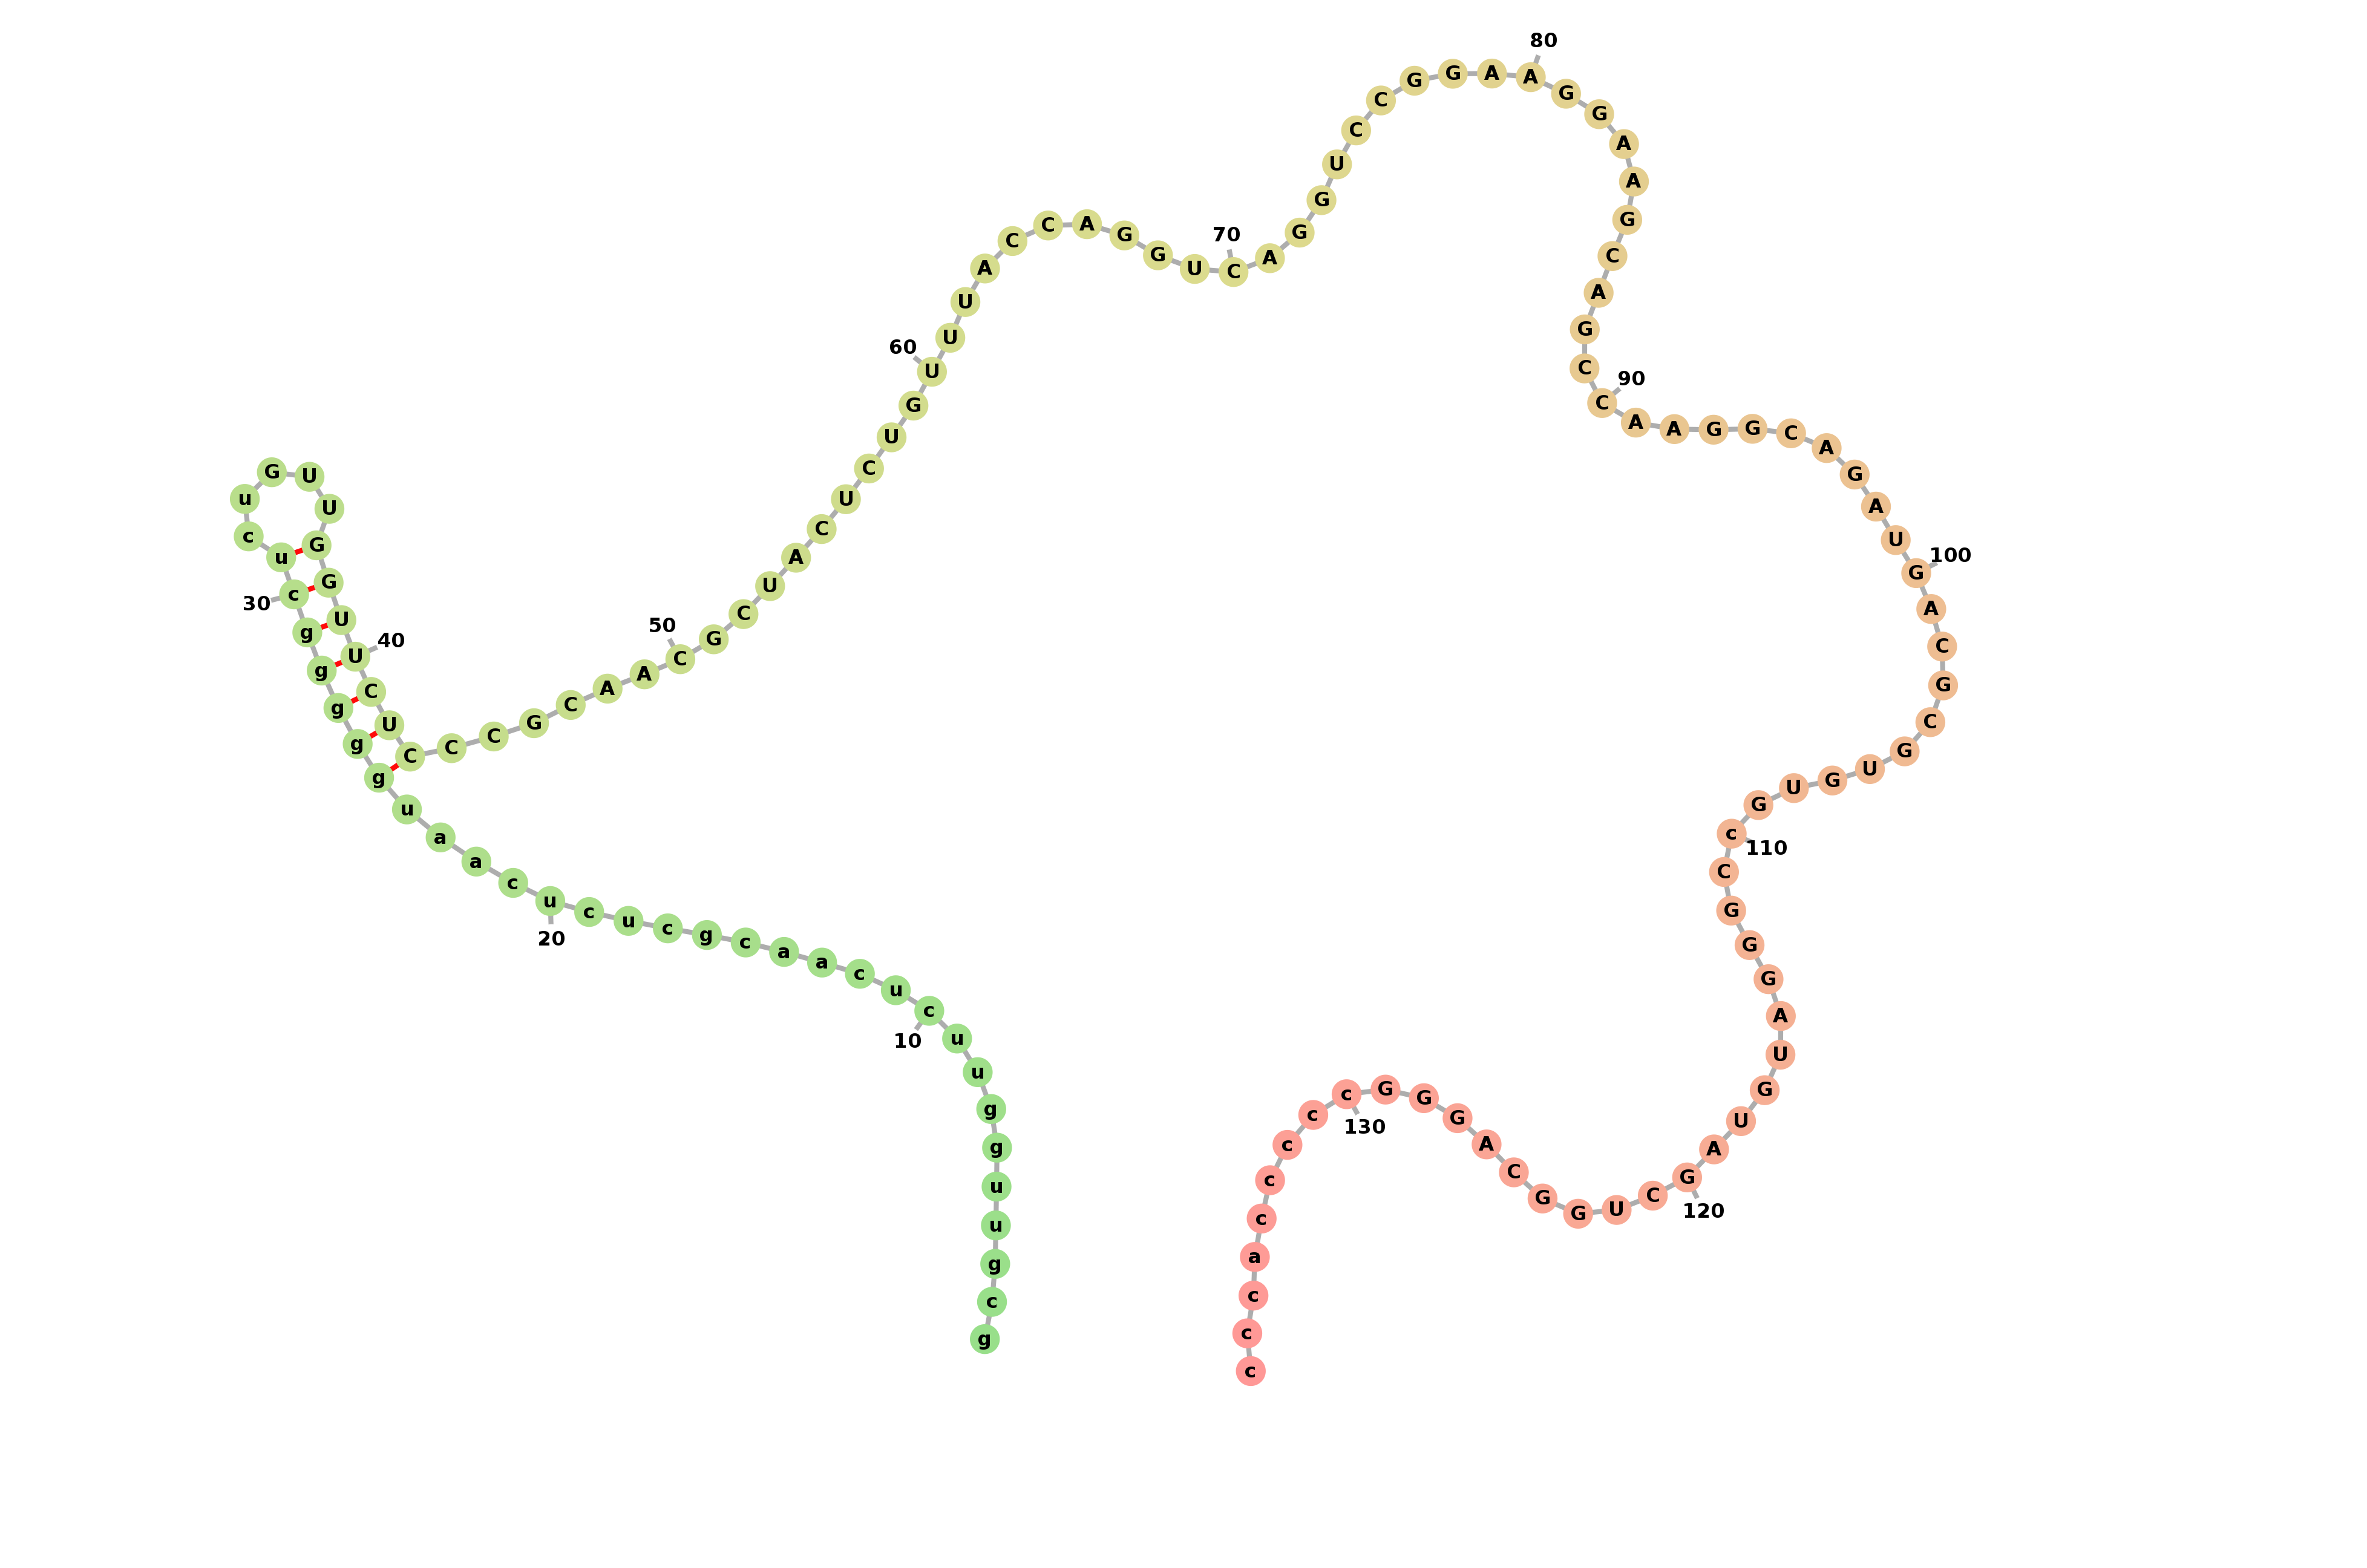 g c g u u g g u u c
10
u c a a c g c u c u
20
c a a u g g g g g c
30
u c u G U U G G U U
40
C U C C C G C A A C
50
G C U A C U C U G U
60
U U A C C A G G U C
70
A G G U C C G G A A
80
G G A A G C A G C C
90
A A G G C A G A U G
100
A C G C G U G U G c
110
C G G G A U G U A G
120
C U G G C A G G G c
130
c c c c a c c c